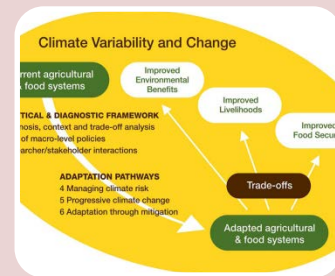 Climate Variability and Change
rrent agricultural
& food systems
Improved
Environmental
Benefits
Improved
Livelihoods
Improved
Food Secur
TICAL & DIAGNOSTIC FRAMEWORK
nosis, context and trade-off analysis
of macro-level policies
archer/stakeholder interactions
ADAPTATION PATHWAYS
4 Managing climate risk
5 Progressive climate change
6 Adaptation through mitigation
Trade-offs
Adapted agricultural
& food systems